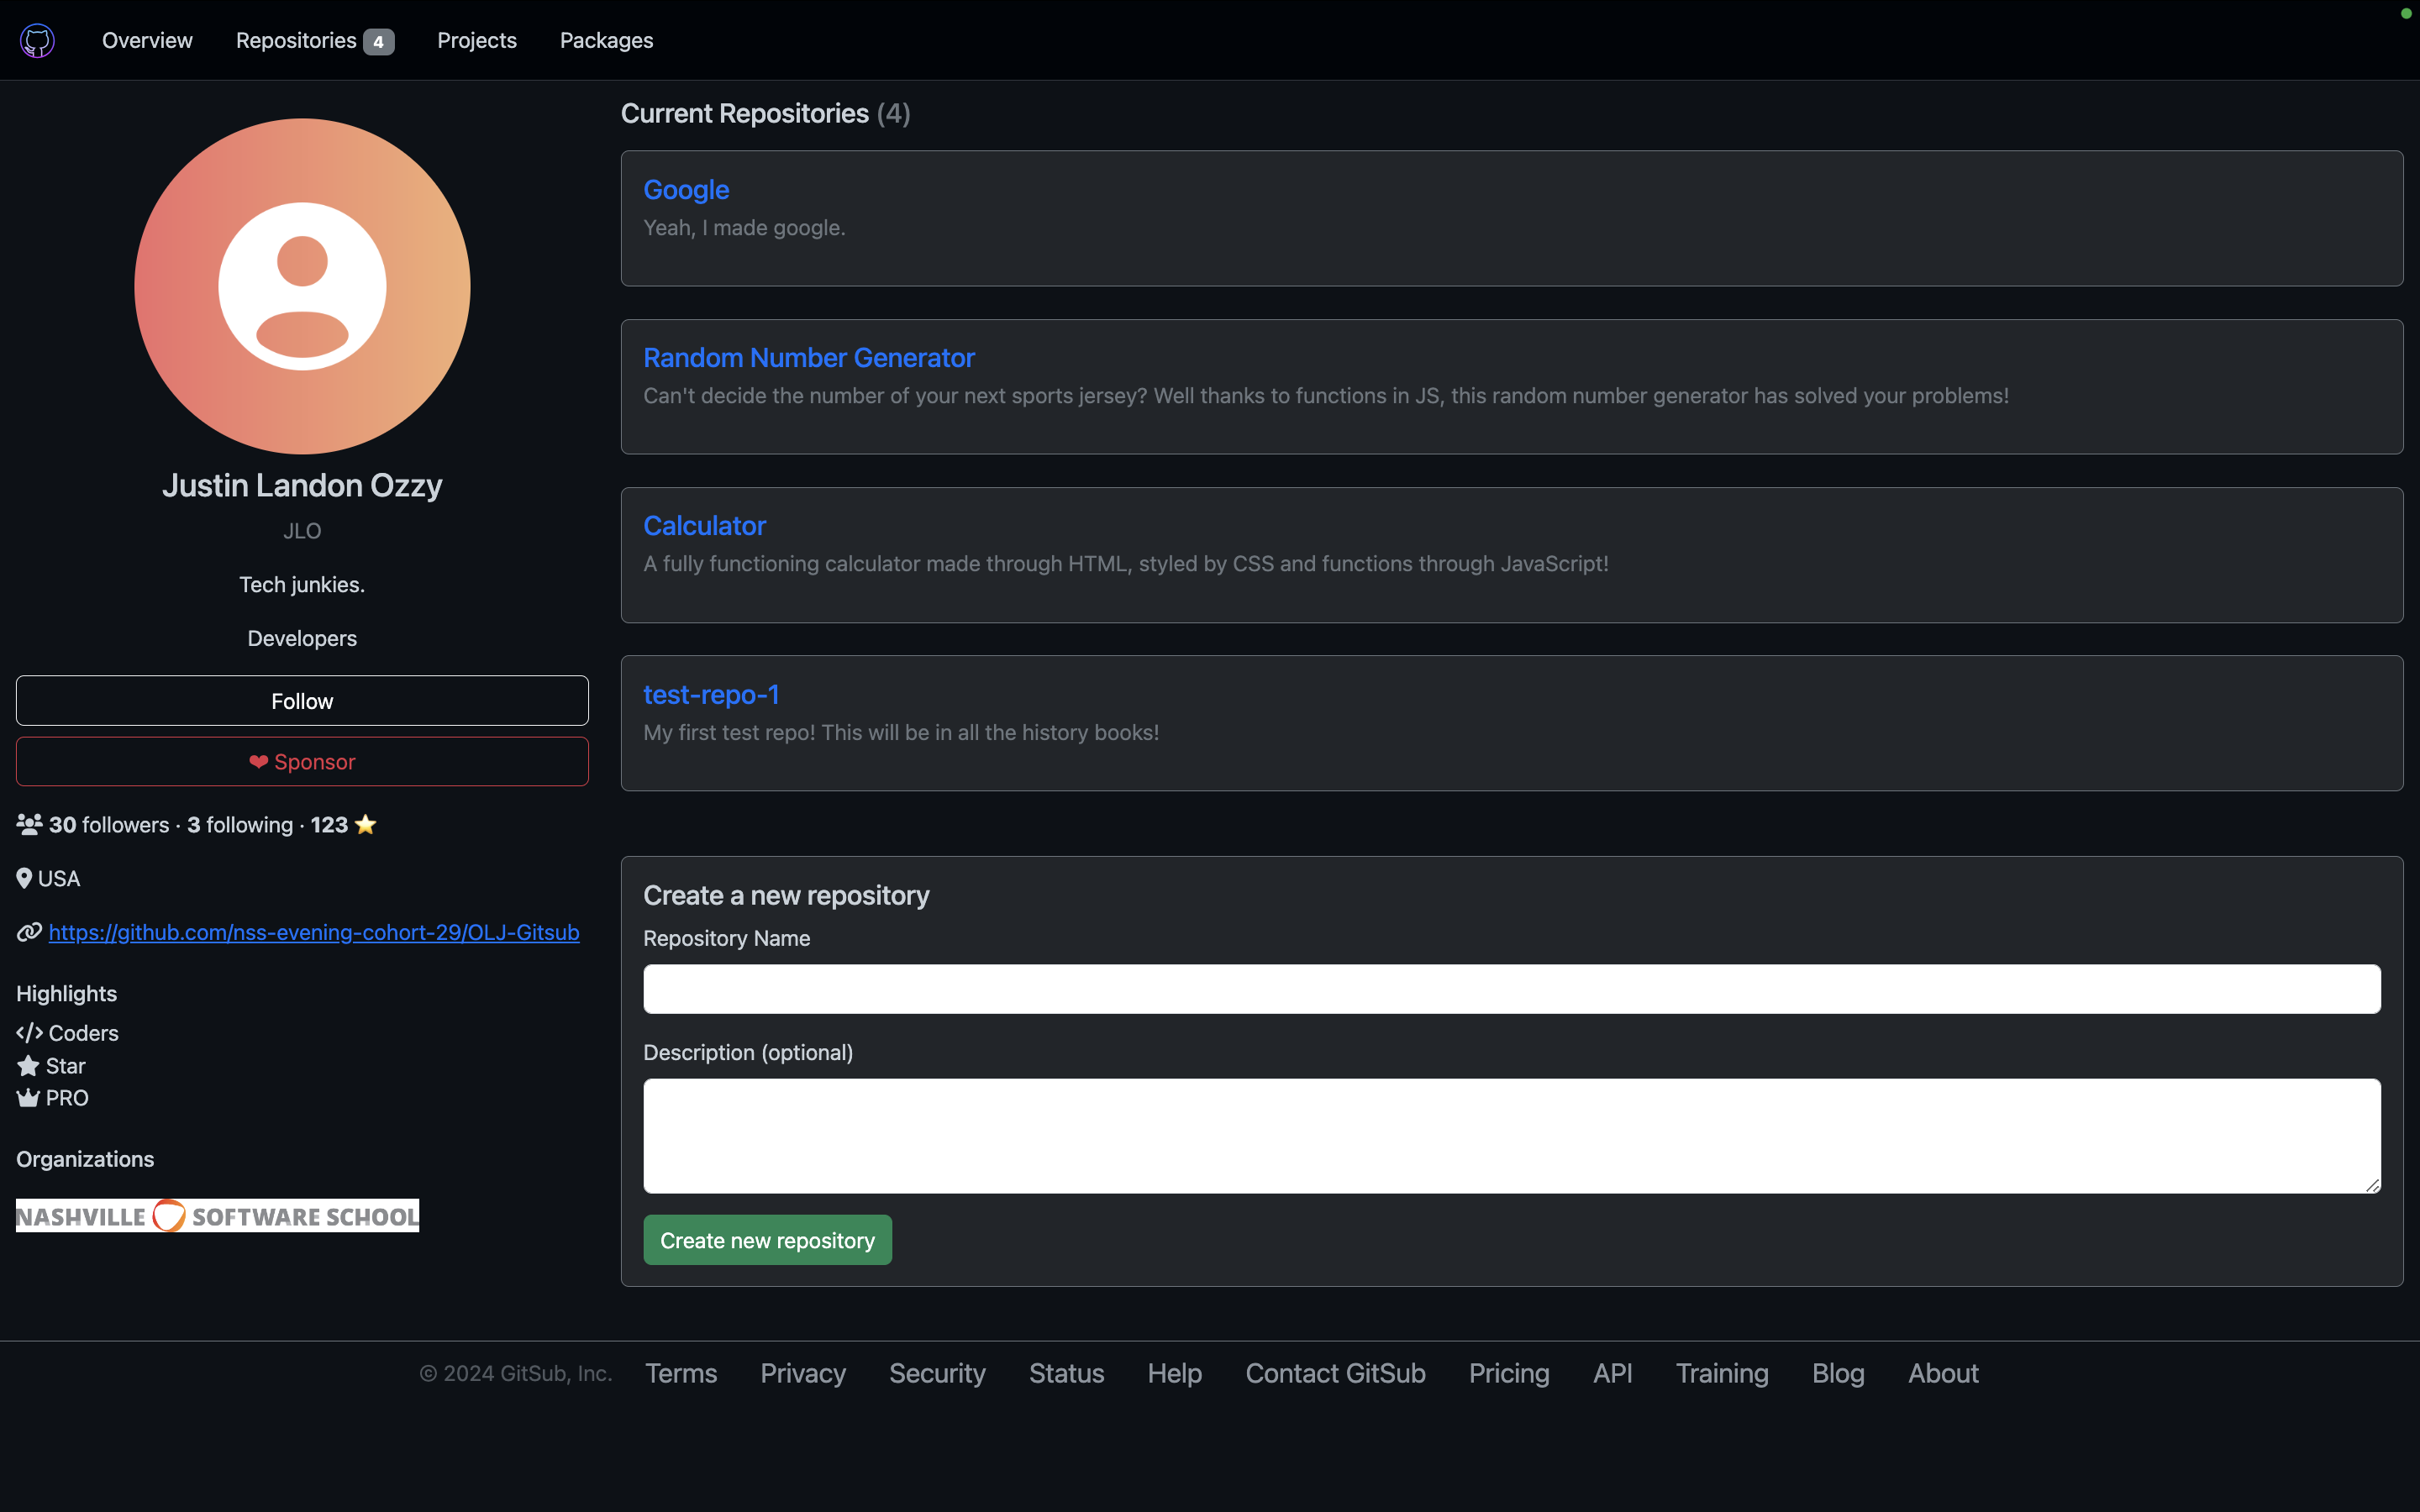 Overview Repositories 4 Projects Packages
Justin Landon Ozzy
JLO
Tech junkies.
Developers
Follow
❤ Sponsor
30 followers · 3 following · 123 ⭐
USA
https://github.com/nss-evening-cohort-29/OLJ-Gitsub
Highlights
Coders
Star
PRO
Organizations
NASHVILLE SOFTWARE SCHOOL
Current Repositories (4)
Google
Yeah, I made google.
Random Number Generator
Can't decide the number of your next sports jersey? Well thanks to functions in JS, this random number generator has solved your problems!
Calculator
A fully functioning calculator made through HTML, styled by CSS and functions through JavaScript!
test-repo-1
My first test repo! This will be in all the history books!
Create a new repository
Repository Name
Description (optional)
Create new repository
© 2024 GitSub, Inc. Terms Privacy Security Status Help Contact GitSub Pricing API Training Blog About